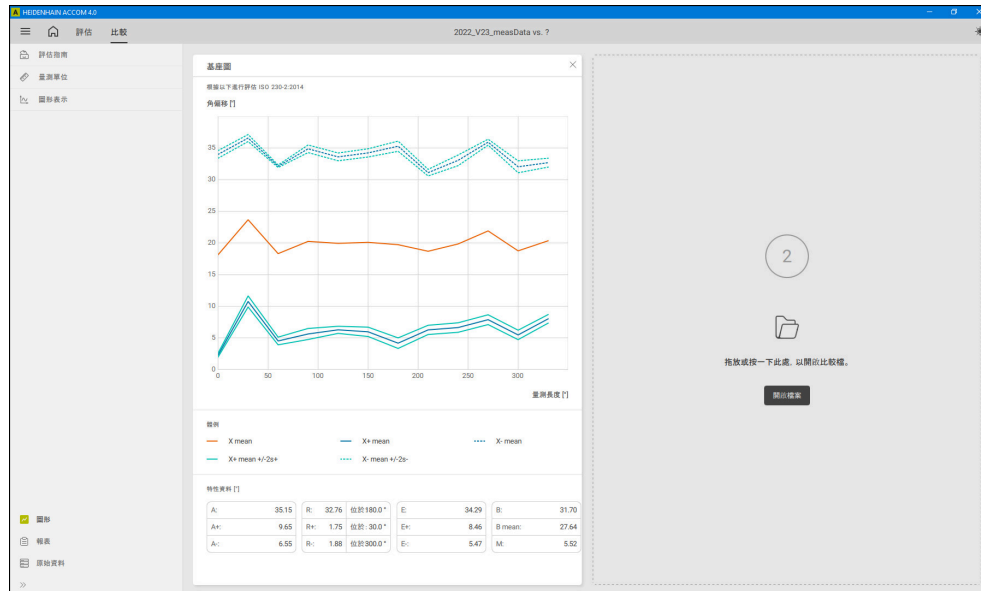 A HEIDENHAIN ACCOM 4.0
評估 比較 2022_V23_measData vs. ?
評估指南
量測單位
圖形表示
基座圖
根據以下進行評估 ISO 230-2:2014
角偏移 ["]
35
30
25
20
15
10
5
0
0 50 100 150 200 250 300
量測長度 [°]
X mean X+ mean X- mean
X+ mean +/-2s+ X- mean +/-2s-
特性資料 ["]
A: 35.15 R: 32.76 位於180.0 ° E: 34.29 B: 31.70
A+: 9.65 R+: 1.75 位於: 30.0 ° E+: 8.46 B mean: 27.64
A-: 6.55 R-: 1.88 位於300.0 ° E-: 5.47 M: 5.52
2
拖放或按一下此處, 以開啟比較檔。
開啟檔案
圖形
報表
原始資料